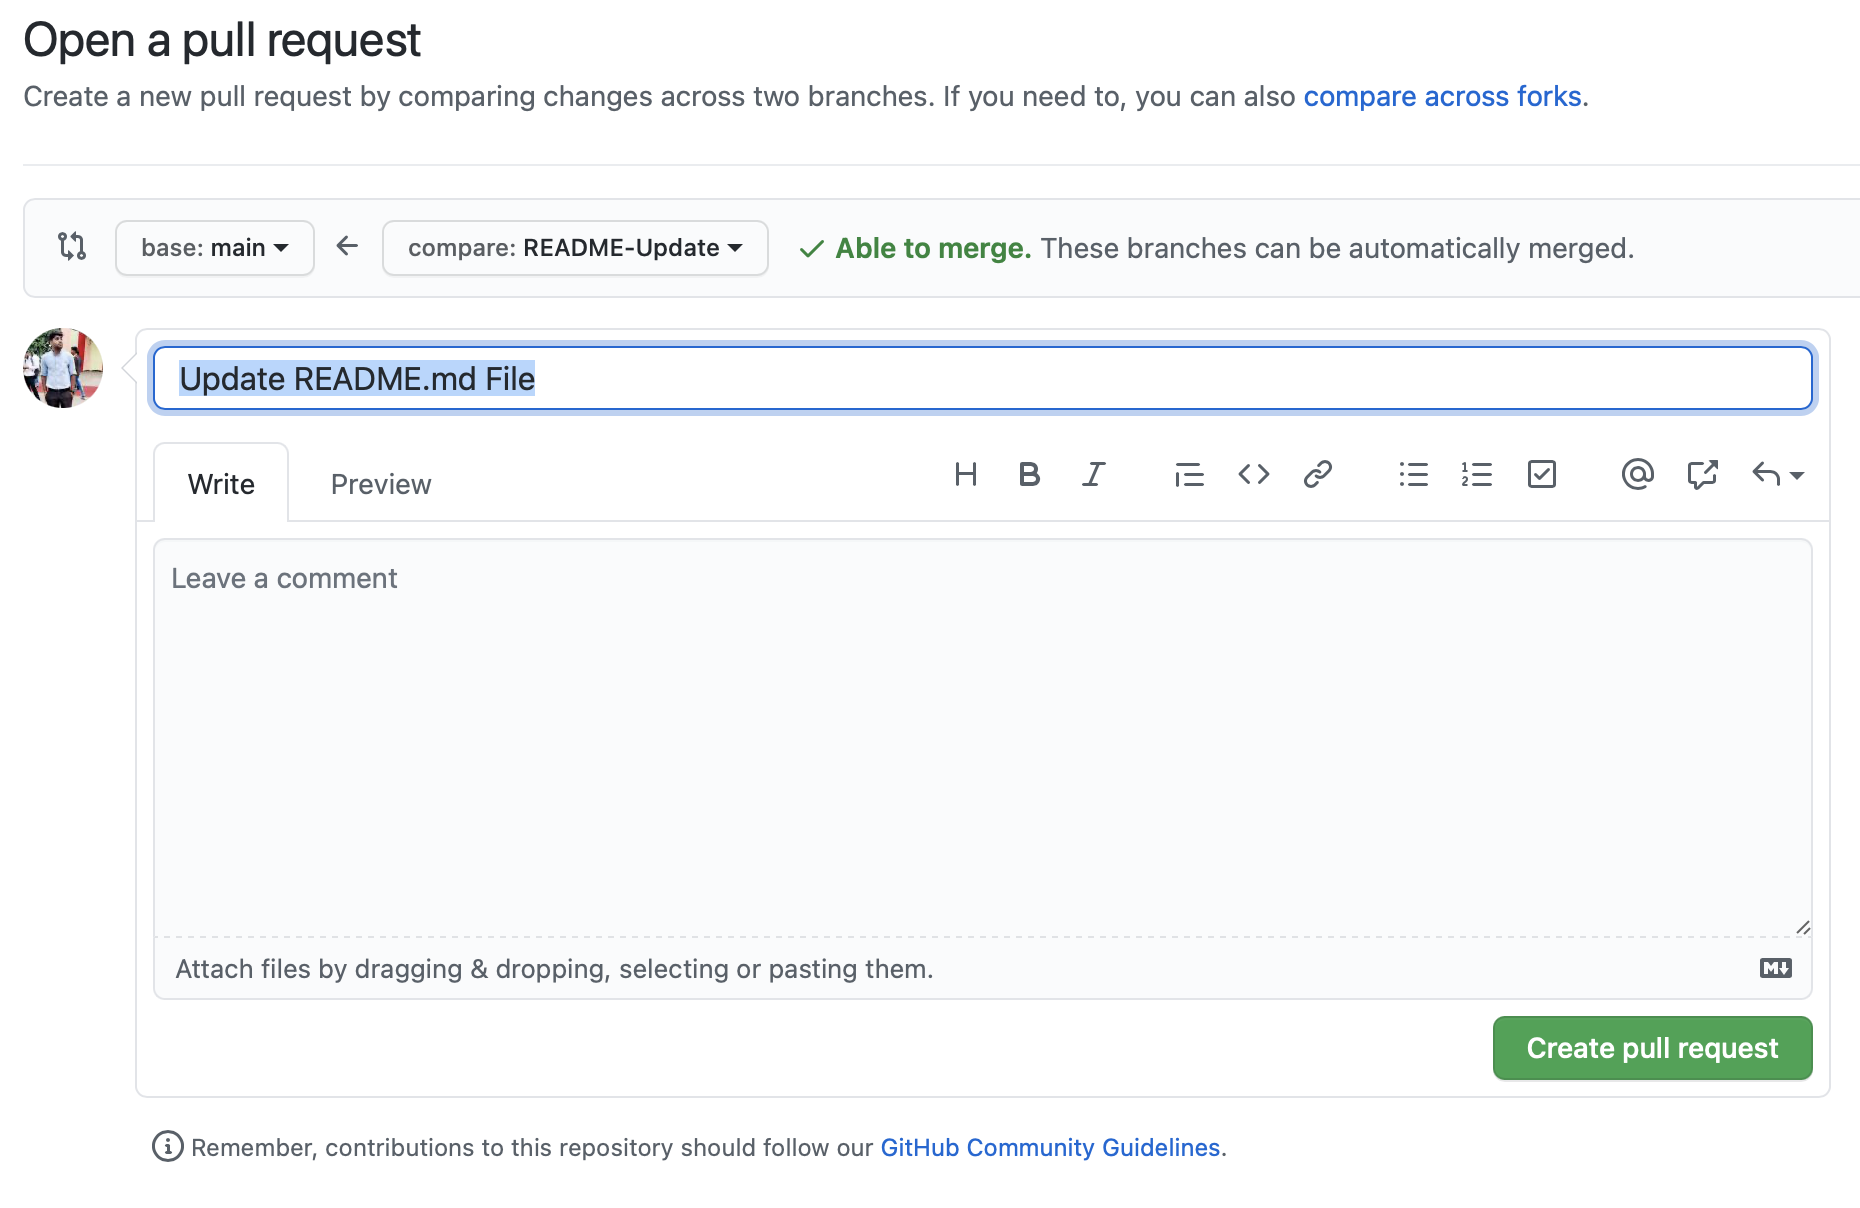 Open a pull request
Create a new pull request by comparing changes across two branches. If you need to, you can also compare across forks.
base: main compare: README-Update Able to merge. These branches can be automatically merged.
Update README.md File
Write Preview H B I
Leave a comment
Attach files by dragging & dropping, selecting or pasting them.
Create pull request
Remember, contributions to this repository should follow our GitHub Community Guidelines.